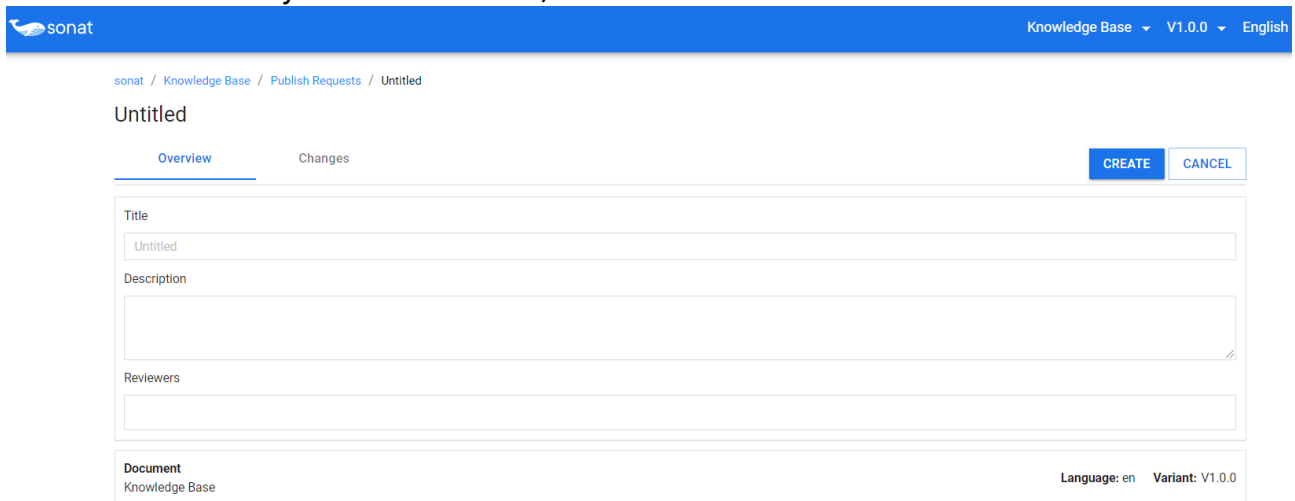 sonat Knowledge Base V1.0.0 English
sonat / Knowledge Base / Publish Requests / Untitled
Untitled
Overview Changes CREATE CANCEL
Title
Untitled
Description
Reviewers
Document
Knowledge Base
Language: en Variant: V1.0.0